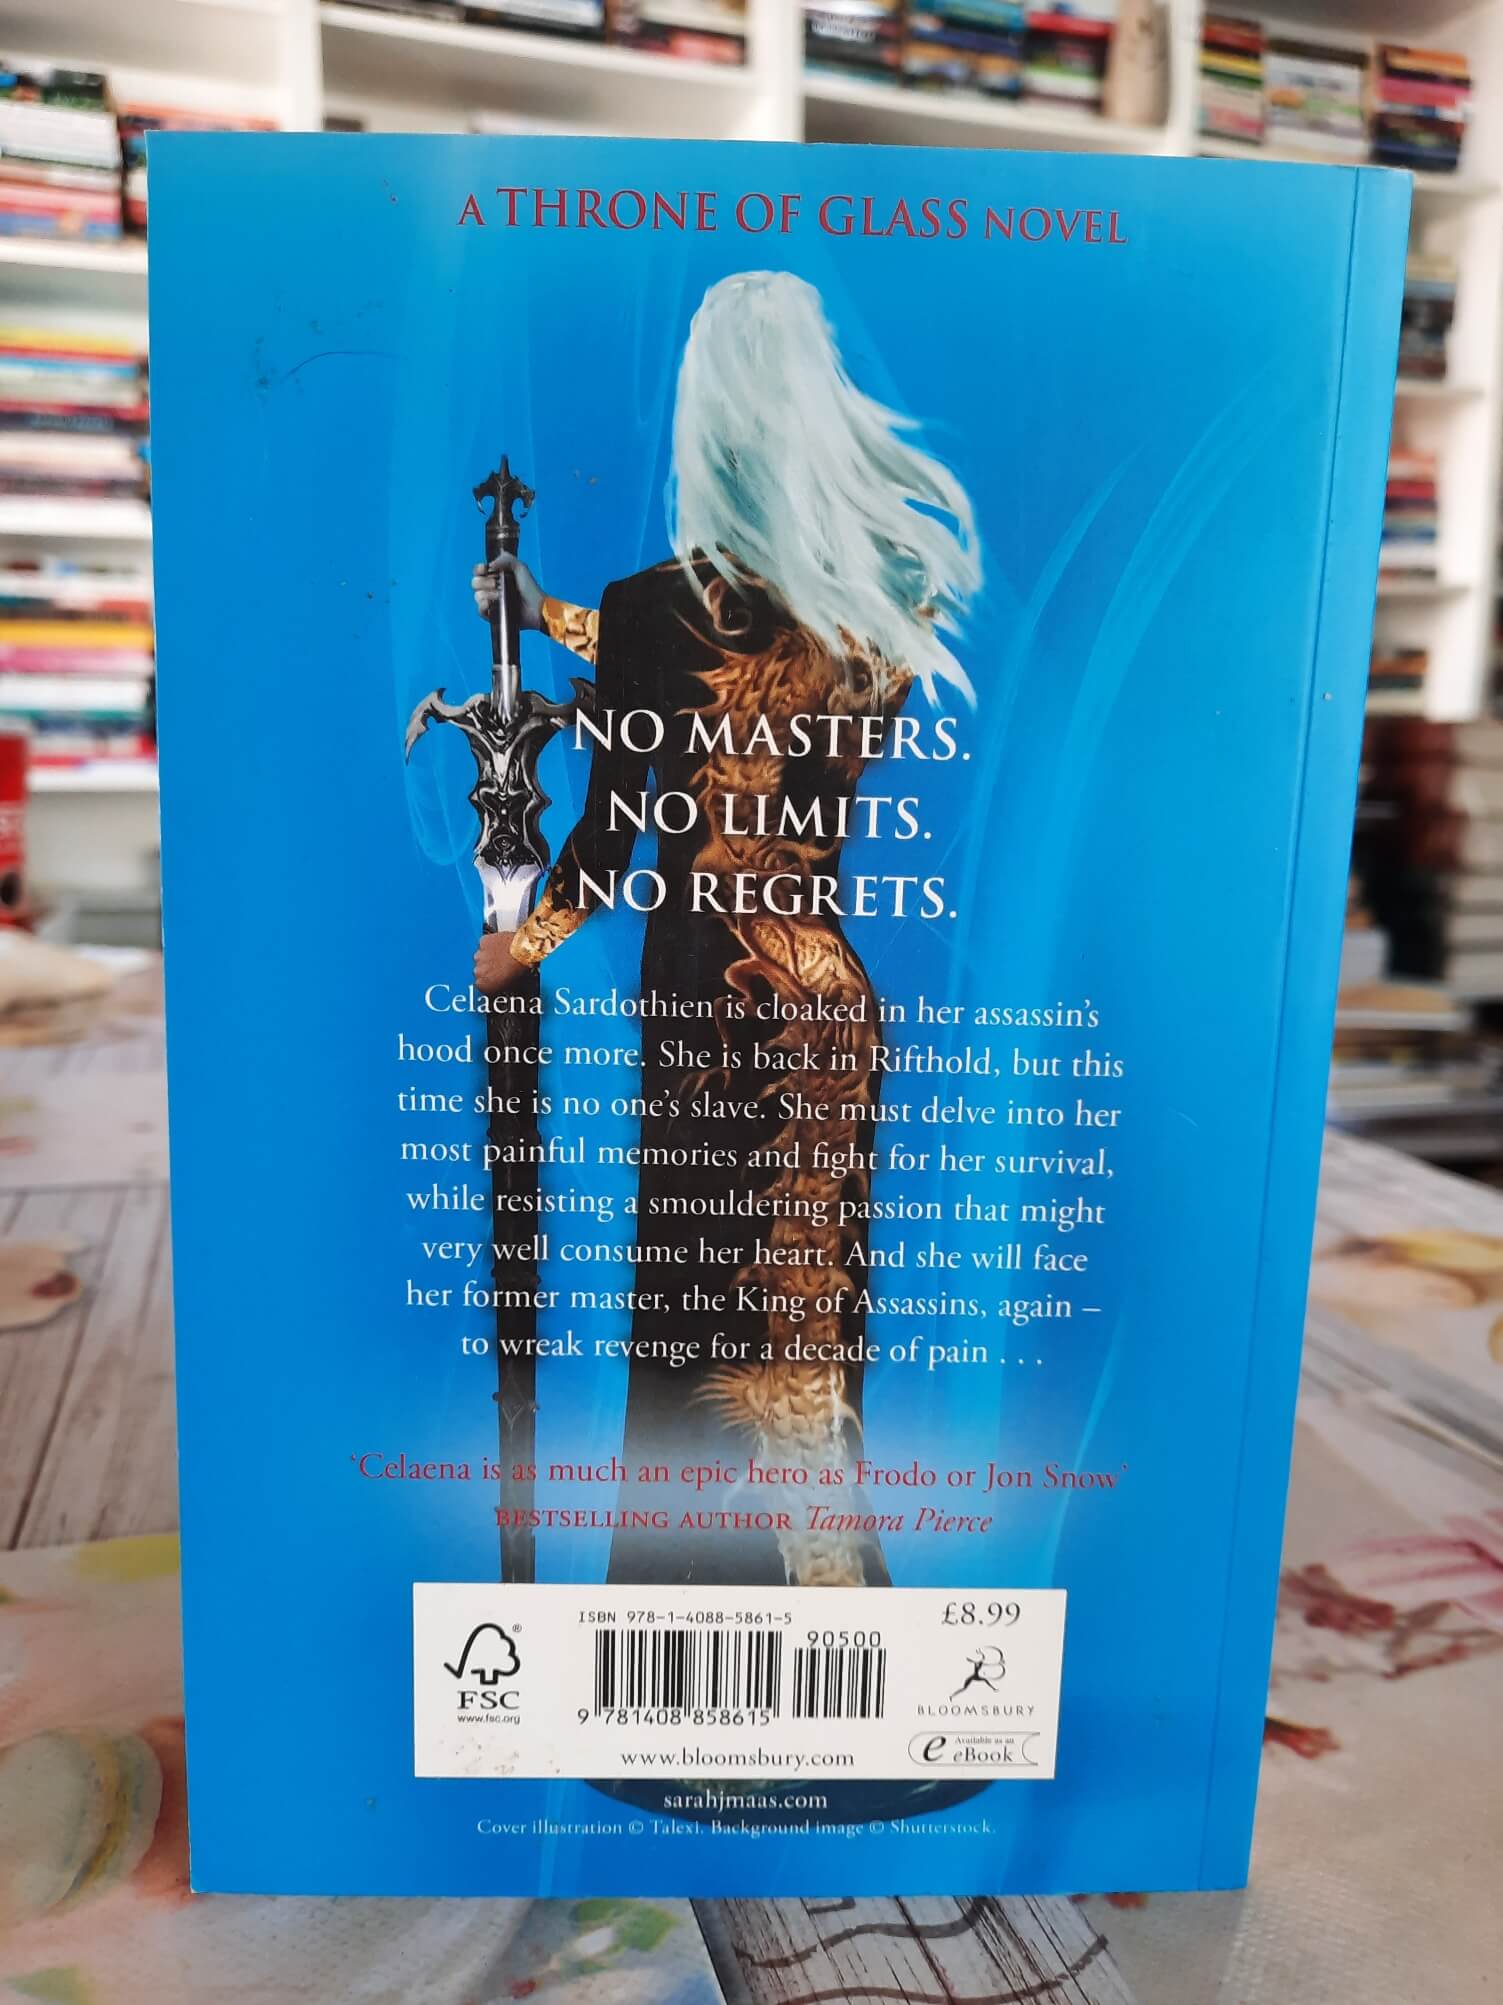 A THRONE OF GLASS NOVEL
NO MASTERS.
NO LIMITS.
NO REGRETS.
Celaena Sardothien is cloaked in her assassin's
hood once more. She is back in Rifthold, but this
time she is no one's slave. She must delve into her
most painful memories and fight for her survival,
while resisting a smouldering passion that might
very well consume her heart. And she will face
her former master, the King of Assassins, again –
to wreak revenge for a decade of pain . . .
'Celaena is as much an epic hero as Frodo or Jon Snow'
BESTSELLING AUTHOR Tamora Pierce
ISBN 978-1-4088-5861-5
£8.99
90500
FSC
®
www.fsc.org
9 781408 858615
BLOOMSBURY
www.bloomsbury.com
e Available as an
eBook
sarahjmaas.com
Cover illustration © Talexi. Background image © Shutterstock.